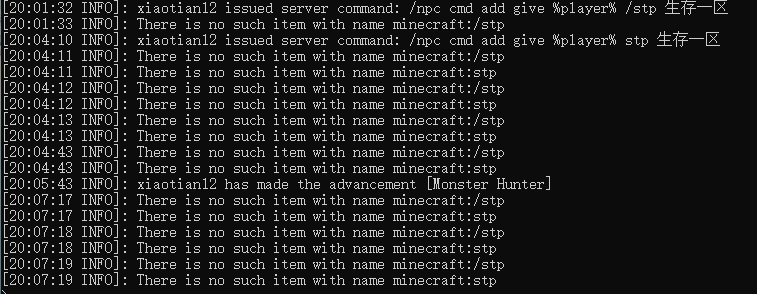 [20:01:32 INFO]: xiaotian12 issued server command: /npc cmd add give %player% /stp 生存一区
[20:01:33 INFO]: There is no such item with name minecraft:/stp
[20:04:10 INFO]: xiaotian12 issued server command: /npc cmd add give %player% stp 生存一区
[20:04:11 INFO]: There is no such item with name minecraft:/stp
[20:04:11 INFO]: There is no such item with name minecraft:stp
[20:04:12 INFO]: There is no such item with name minecraft:/stp
[20:04:12 INFO]: There is no such item with name minecraft:stp
[20:04:13 INFO]: There is no such item with name minecraft:/stp
[20:04:13 INFO]: There is no such item with name minecraft:stp
[20:04:43 INFO]: There is no such item with name minecraft:/stp
[20:04:43 INFO]: There is no such item with name minecraft:stp
[20:05:43 INFO]: xiaotian12 has made the advancement [Monster Hunter]
[20:07:17 INFO]: There is no such item with name minecraft:/stp
[20:07:17 INFO]: There is no such item with name minecraft:stp
[20:07:18 INFO]: There is no such item with name minecraft:/stp
[20:07:18 INFO]: There is no such item with name minecraft:stp
[20:07:19 INFO]: There is no such item with name minecraft:/stp
[20:07:19 INFO]: There is no such item with name minecraft:stp